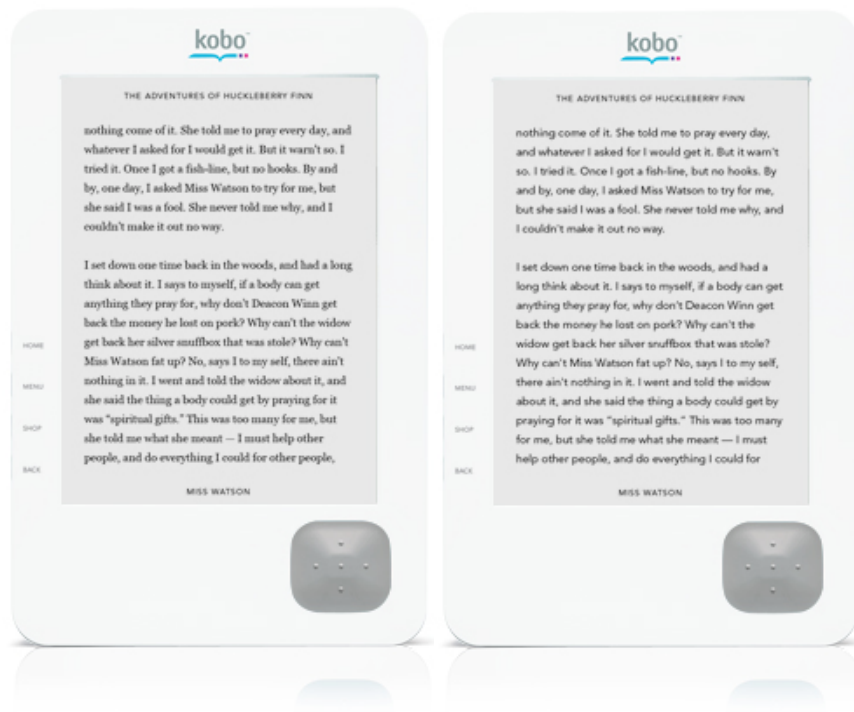 kobo™
THE ADVENTURES OF HUCKLEBERRY FINN
nothing come of it. She told me to pray every day, and
whatever I asked for I would get it. But it warn't so. I
tried it. Once I got a fish-line, but no hooks. By and
by, one day, I asked Miss Watson to try for me, but
she said I was a fool. She never told me why, and I
couldn't make it out no way.
I set down one time back in the woods, and had a long
think about it. I says to myself, if a body can get
anything they pray for, why don't Deacon Winn get
back the money he lost on pork? Why can't the widow
get back her silver snuffbox that was stole? Why can't
Miss Watson fat up? No, says I to my self, there ain't
nothing in it. I went and told the widow about it, and
she said the thing a body could get by praying for it
was “spiritual gifts.” This was too many for me, but
she told me what she meant — I must help other
people, and do everything I could for other people,
MISS WATSON
HOME
MENU
SHOP
BACK
kobo™
THE ADVENTURES OF HUCKLEBERRY FINN
nothing come of it. She told me to pray every day,
and whatever I asked for I would get it. But it warn't
so. I tried it. Once I got a fish-line, but no hooks. By
and by, one day, I asked Miss Watson to try for me,
but she said I was a fool. She never told me why, and
I couldn't make it out no way.
I set down one time back in the woods, and had a
long think about it. I says to myself, if a body can get
anything they pray for, why don't Deacon Winn get
back the money he lost on pork? Why can't the
widow get back her silver snuffbox that was stole?
Why can't Miss Watson fat up? No, says I to my self,
there ain't nothing in it. I went and told the widow
about it, and she said the thing a body could get by
praying for it was “spiritual gifts.” This was too many
for me, but she told me what she meant — I must
help other people, and do everything I could for
MISS WATSON
HOME
MENU
SHOP
BACK